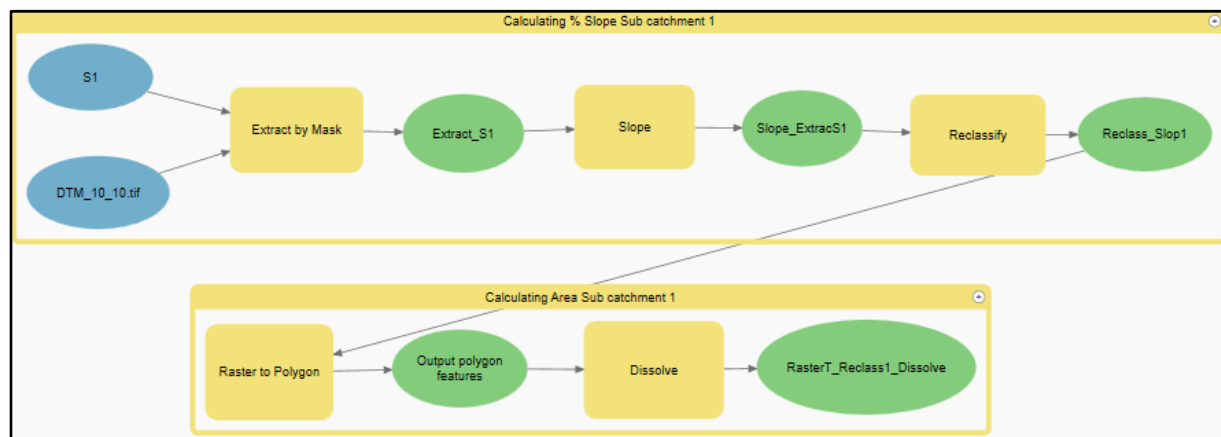 Calculating % Slope Sub catchment 1
S1
DTM_10_10.tif
Extract by Mask
Extract_S1
Slope
Slope_ExtracS1
Reclassify
Reclass_Slop1
Calculating Area Sub catchment 1
Raster to Polygon
Output polygon
features
Dissolve
RasterT_Reclass1_Dissolve